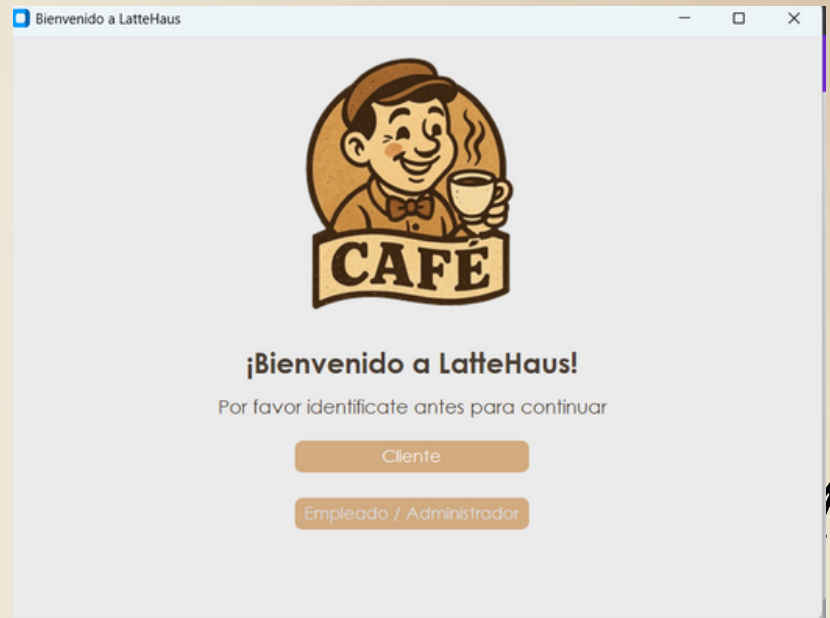 Bienvenido a LatteHaus
CAFÉ
¡Bienvenido a LatteHaus!
Por favor identificate antes para continuar
Cliente
Empleado / Administrador